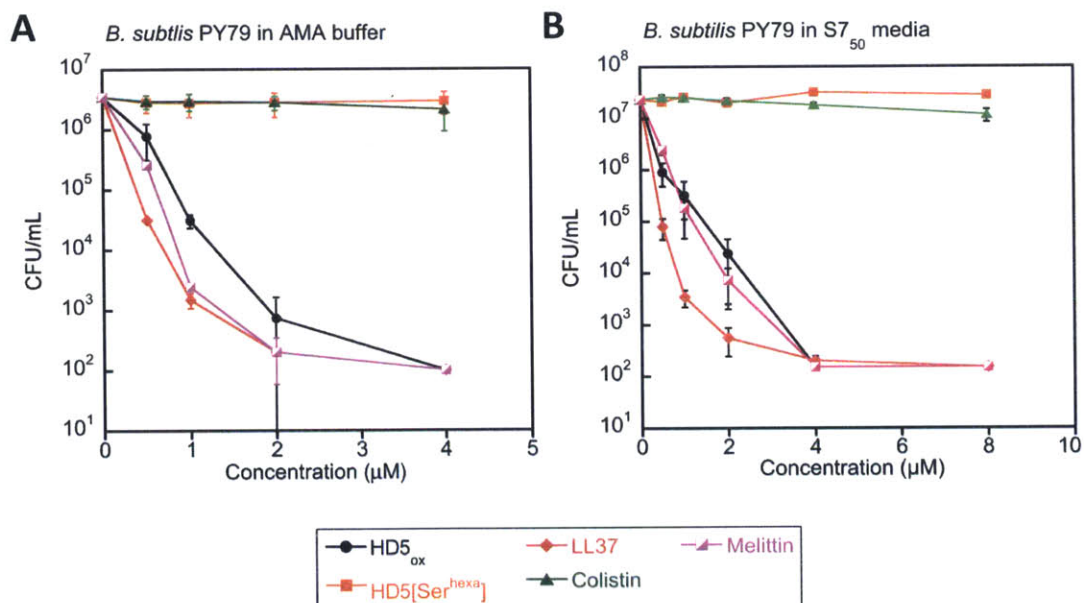 A
B. subtlis PY79 in AMA buffer
10^7
10^6
10^5
10^4
10^3
10^2
10^1
CFU/mL
0 1 2 3 4 5
Concentration (µM)
B
B. subtilis PY79 in S7_50 media
10^8
10^7
10^6
10^5
10^4
10^3
10^2
10^1
CFU/mL
0 2 4 6 8 10
Concentration (µM)
HD5_ox LL37 Melittin
HD5[Ser^hexa] Colistin